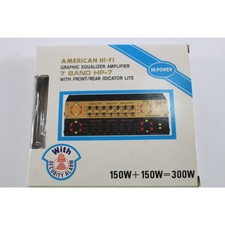 AMERICAN HI-FI
GRAPHIC EQUALIZER AMPLIFIER
7 BAND HP-7
WITH FRONT/REAR IDICATOR LITE
HI-POWER
With
SECURITY ALARM
150W+150W=300W